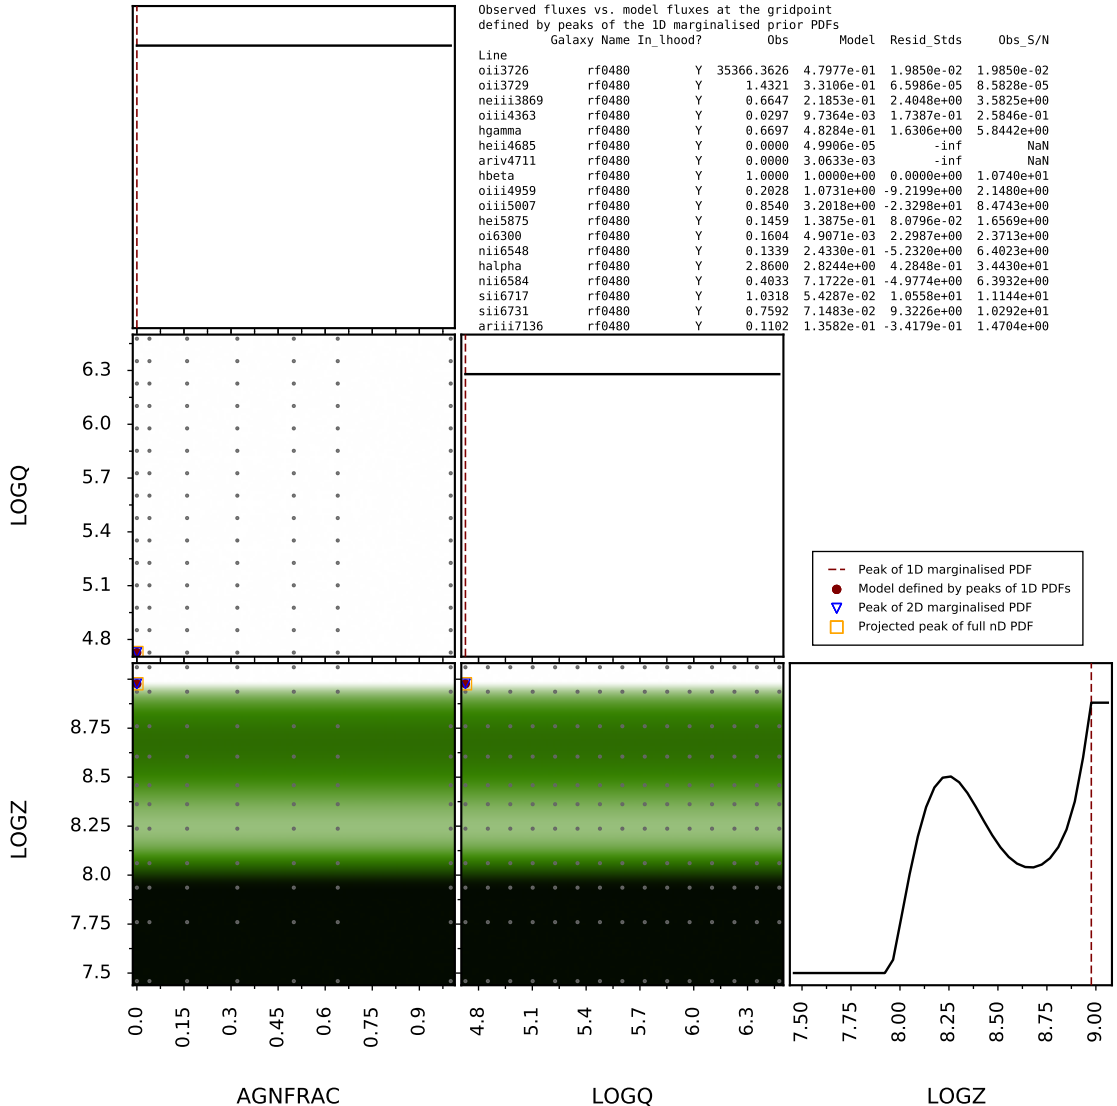 Observed fluxes vs. model fluxes at the gridpoint
defined by peaks of the 1D marginalised prior PDFs
Galaxy Name In_lhood? Obs Model Resid_Stds Obs_S/N
Line
oii3726 rf0480 Y 35366.3626 4.7977e-01 1.9850e-02 1.9850e-02
oii3729 rf0480 Y 1.4321 3.3106e-01 6.5986e-05 8.5828e-05
neiii3869 rf0480 Y 0.6647 2.1853e-01 2.4048e+00 3.5825e+00
oiii4363 rf0480 Y 0.0297 9.7364e-03 1.7387e-01 2.5846e-01
hgamma rf0480 Y 0.6697 4.8284e-01 1.6306e+00 5.8442e+00
heii4685 rf0480 Y 0.0000 4.9906e-05 -inf NaN
ariv4711 rf0480 Y 0.0000 3.0633e-03 -inf NaN
hbeta rf0480 Y 1.0000 1.0000e+00 0.0000e+00 1.0740e+01
oiii4959 rf0480 Y 0.2028 1.0731e+00 -9.2199e+00 2.1480e+00
oiii5007 rf0480 Y 0.8540 3.2018e+00 -2.3298e+01 8.4743e+00
hei5875 rf0480 Y 0.1459 1.3875e-01 8.0796e-02 1.6569e+00
oi6300 rf0480 Y 0.1604 4.9071e-03 2.2987e+00 2.3713e+00
nii6548 rf0480 Y 0.1339 2.4330e-01 -5.2320e+00 6.4023e+00
halpha rf0480 Y 2.8600 2.8244e+00 4.2848e-01 3.4430e+01
nii6584 rf0480 Y 0.4033 7.1722e-01 -4.9774e+00 6.3932e+00
sii6717 rf0480 Y 1.0318 5.4287e-02 1.0558e+01 1.1144e+01
sii6731 rf0480 Y 0.7592 7.1483e-02 9.3226e+00 1.0292e+01
ariii7136 rf0480 Y 0.1102 1.3582e-01 -3.4179e-01 1.4704e+00
6.3
6.0
5.7
5.4
5.1
4.8
LOGQ
Peak of 1D marginalised PDF
Model defined by peaks of 1D PDFs
Peak of 2D marginalised PDF
Projected peak of full nD PDF
8.75
8.5
8.25
8.0
7.75
7.5
LOGZ
0.0 0.15 0.3 0.45 0.6 0.75 0.9
4.8 5.1 5.4 5.7 6.0 6.3
7.50 7.75 8.00 8.25 8.50 8.75 9.00
AGNFRAC LOGQ LOGZ